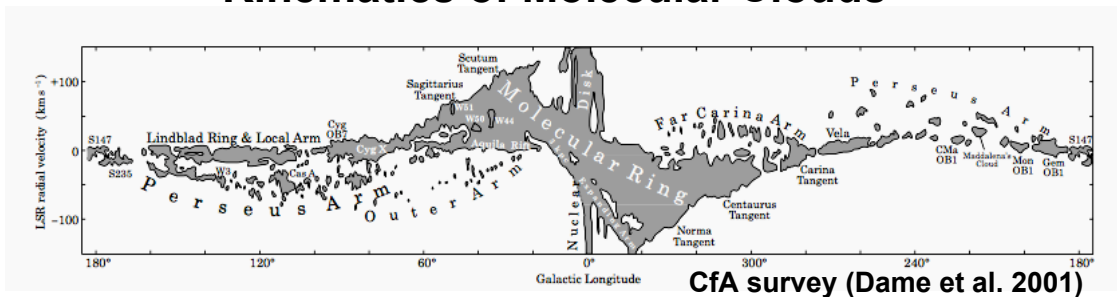 Kinematics of Molecular Clouds
LSR radial velocity (km s⁻¹)
+100
0
−100
S147
S235
Lindblad Ring & Local Arm
W3
Cas A
Perseus Arm
Outer Arm
Cyg
OB7
Cyg X
Sagittarius
Tangent
Scutum
Tangent
W51
W44
Aquila Rift
Molecular Ring
Nuclear Disk
Norma
Tangent
Centaurus
Tangent
Carina
Tangent
Far Carina Arm
Vela
Perseus Arm
CMa
OB1
Maddalena's
Cloud
Mon
OB1
Gem
OB1
S147
180°
120°
60°
0°
300°
240°
180°
Galactic Longitude
CfA survey (Dame et al. 2001)